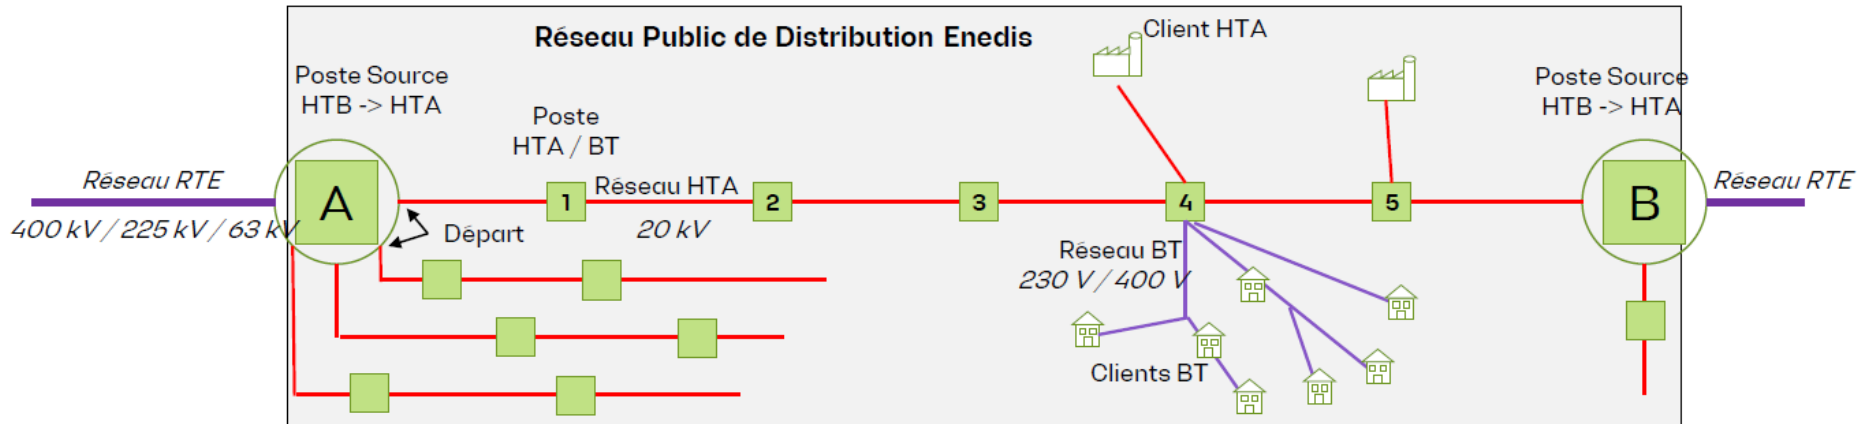 Réseau Public de Distribution Enedis
Client HTA
Poste Source
HTB -> HTA
Poste Source
HTB -> HTA
Poste
HTA / BT
Réseau RTE
400 kV / 225 kV / 63 kV
A
Départ
1
Réseau HTA
20 kV
2
3
4
5
B
Réseau RTE
Réseau BT
230 V / 400 V
Clients BT